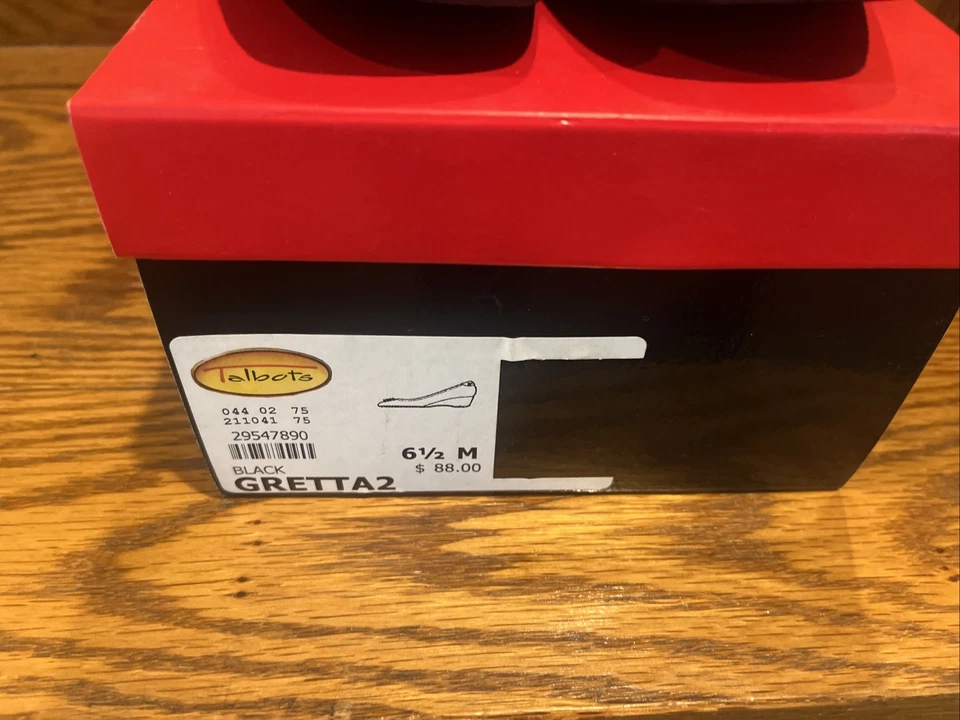 Talbots
044 02 75
211041 75
29547890
6½ M
$ 88.00
BLACK
GRETTA2